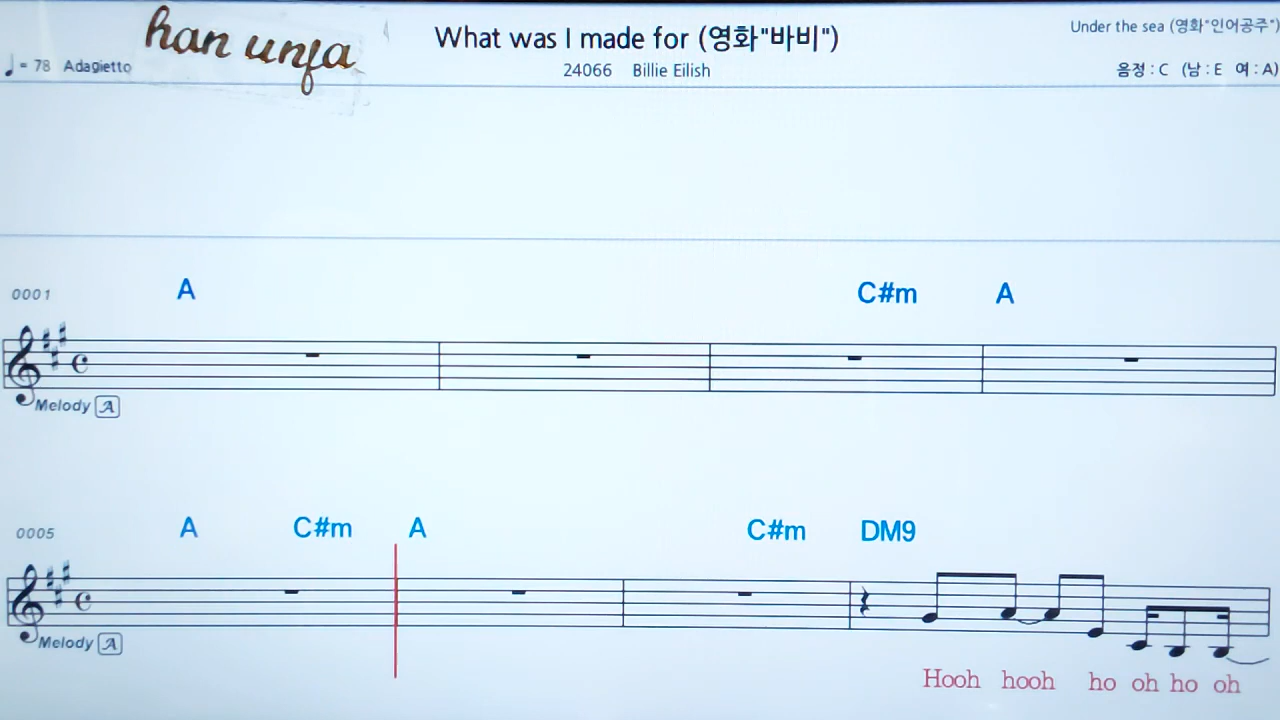 han unfa
What was I made for (영화"바비")
Under the sea (영화"인어공주")
♩= 78 Adagietto
24066 Billie Eilish
음정 : C (남 : E 여 : A)
0001 A C#m A
Melody A
0005 A C#m A C#m DM9
Melody A
Hooh hooh ho oh ho oh